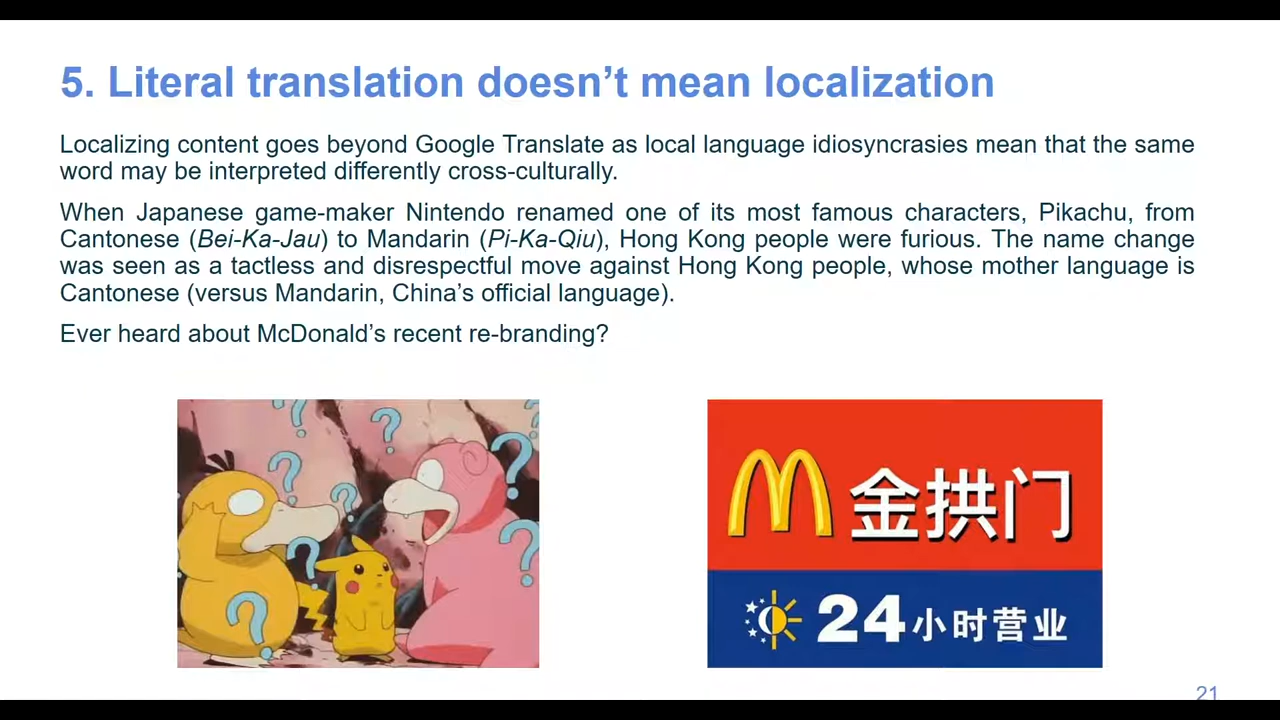 5. Literal translation doesn’t mean localization
Localizing content goes beyond Google Translate as local language idiosyncrasies mean that the same
word may be interpreted differently cross-culturally.
When Japanese game-maker Nintendo renamed one of its most famous characters, Pikachu, from
Cantonese (Bei-Ka-Jau) to Mandarin (Pi-Ka-Qiu), Hong Kong people were furious. The name change
was seen as a tactless and disrespectful move against Hong Kong people, whose mother language is
Cantonese (versus Mandarin, China’s official language).
Ever heard about McDonald’s recent re-branding?
? ? ? ? ? ? ? ?
金拱门
24小时营业
21